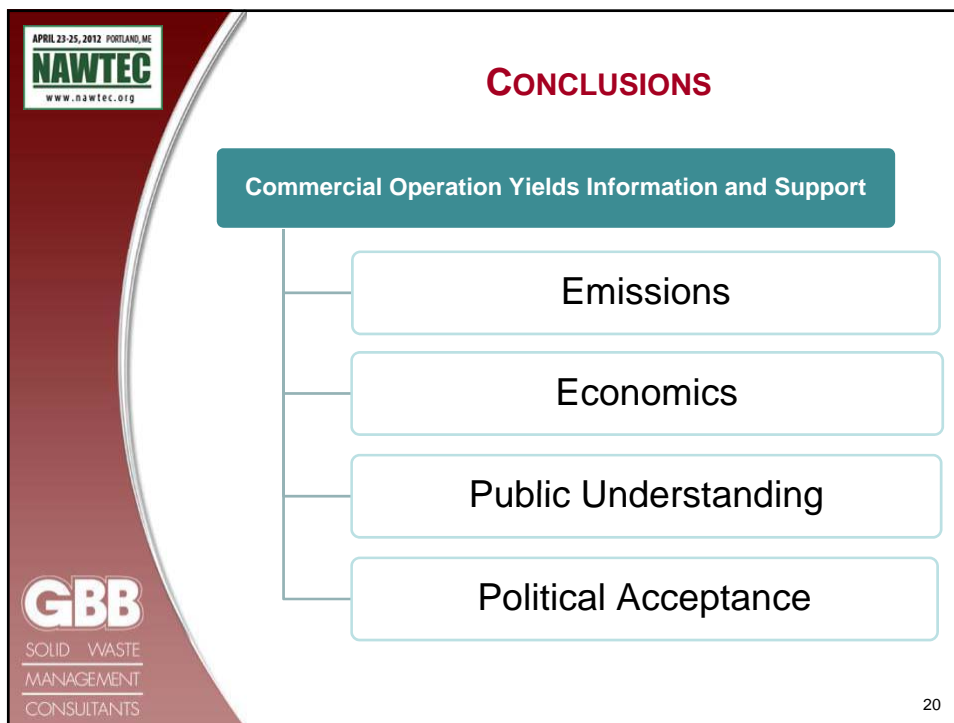 APRIL 23-25, 2012 PORTLAND, ME
NAWTEC
www.nawtec.org
CONCLUSIONS
Commercial Operation Yields Information and Support
Emissions
Economics
Public Understanding
Political Acceptance
GBB
SOLID WASTE
MANAGEMENT
CONSULTANTS
20